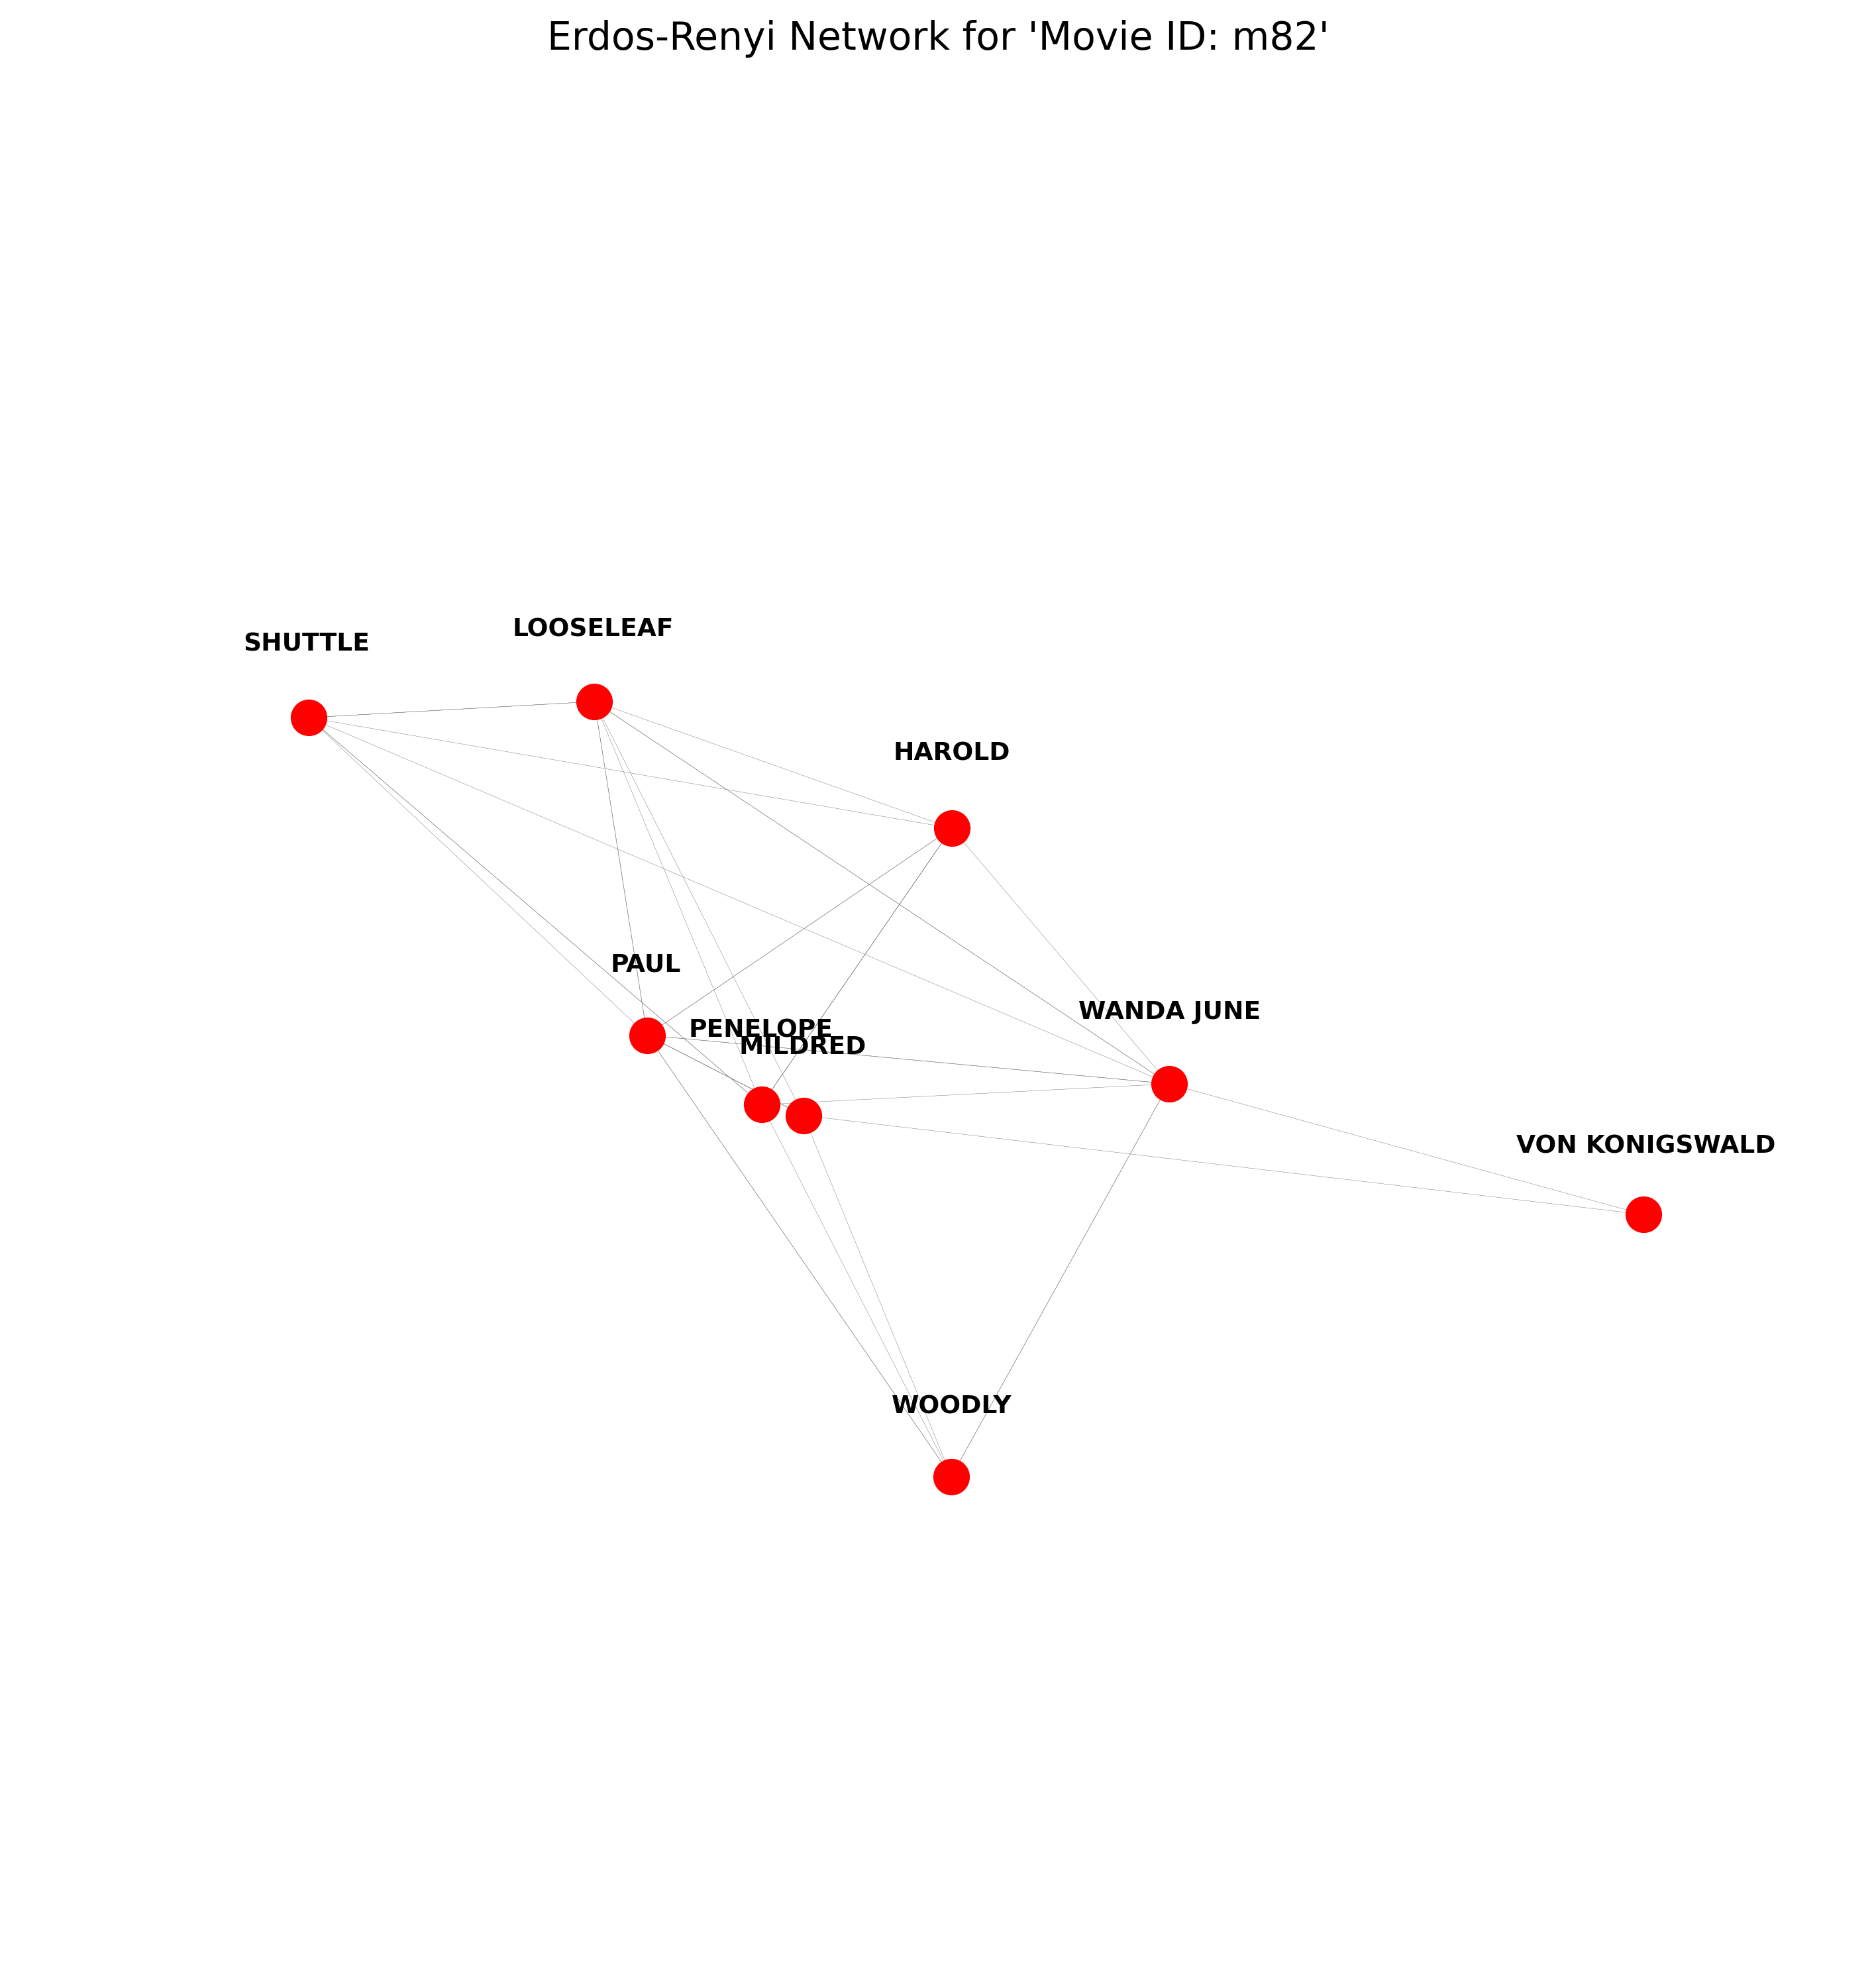 Erdos-Renyi Network for 'Movie ID: m82'
LOOSELEAF
SHUTTLE
HAROLD
PAUL
WANDA JUNE
PENELOPE
MILDRED
VON KONIGSWALD
WOODLY